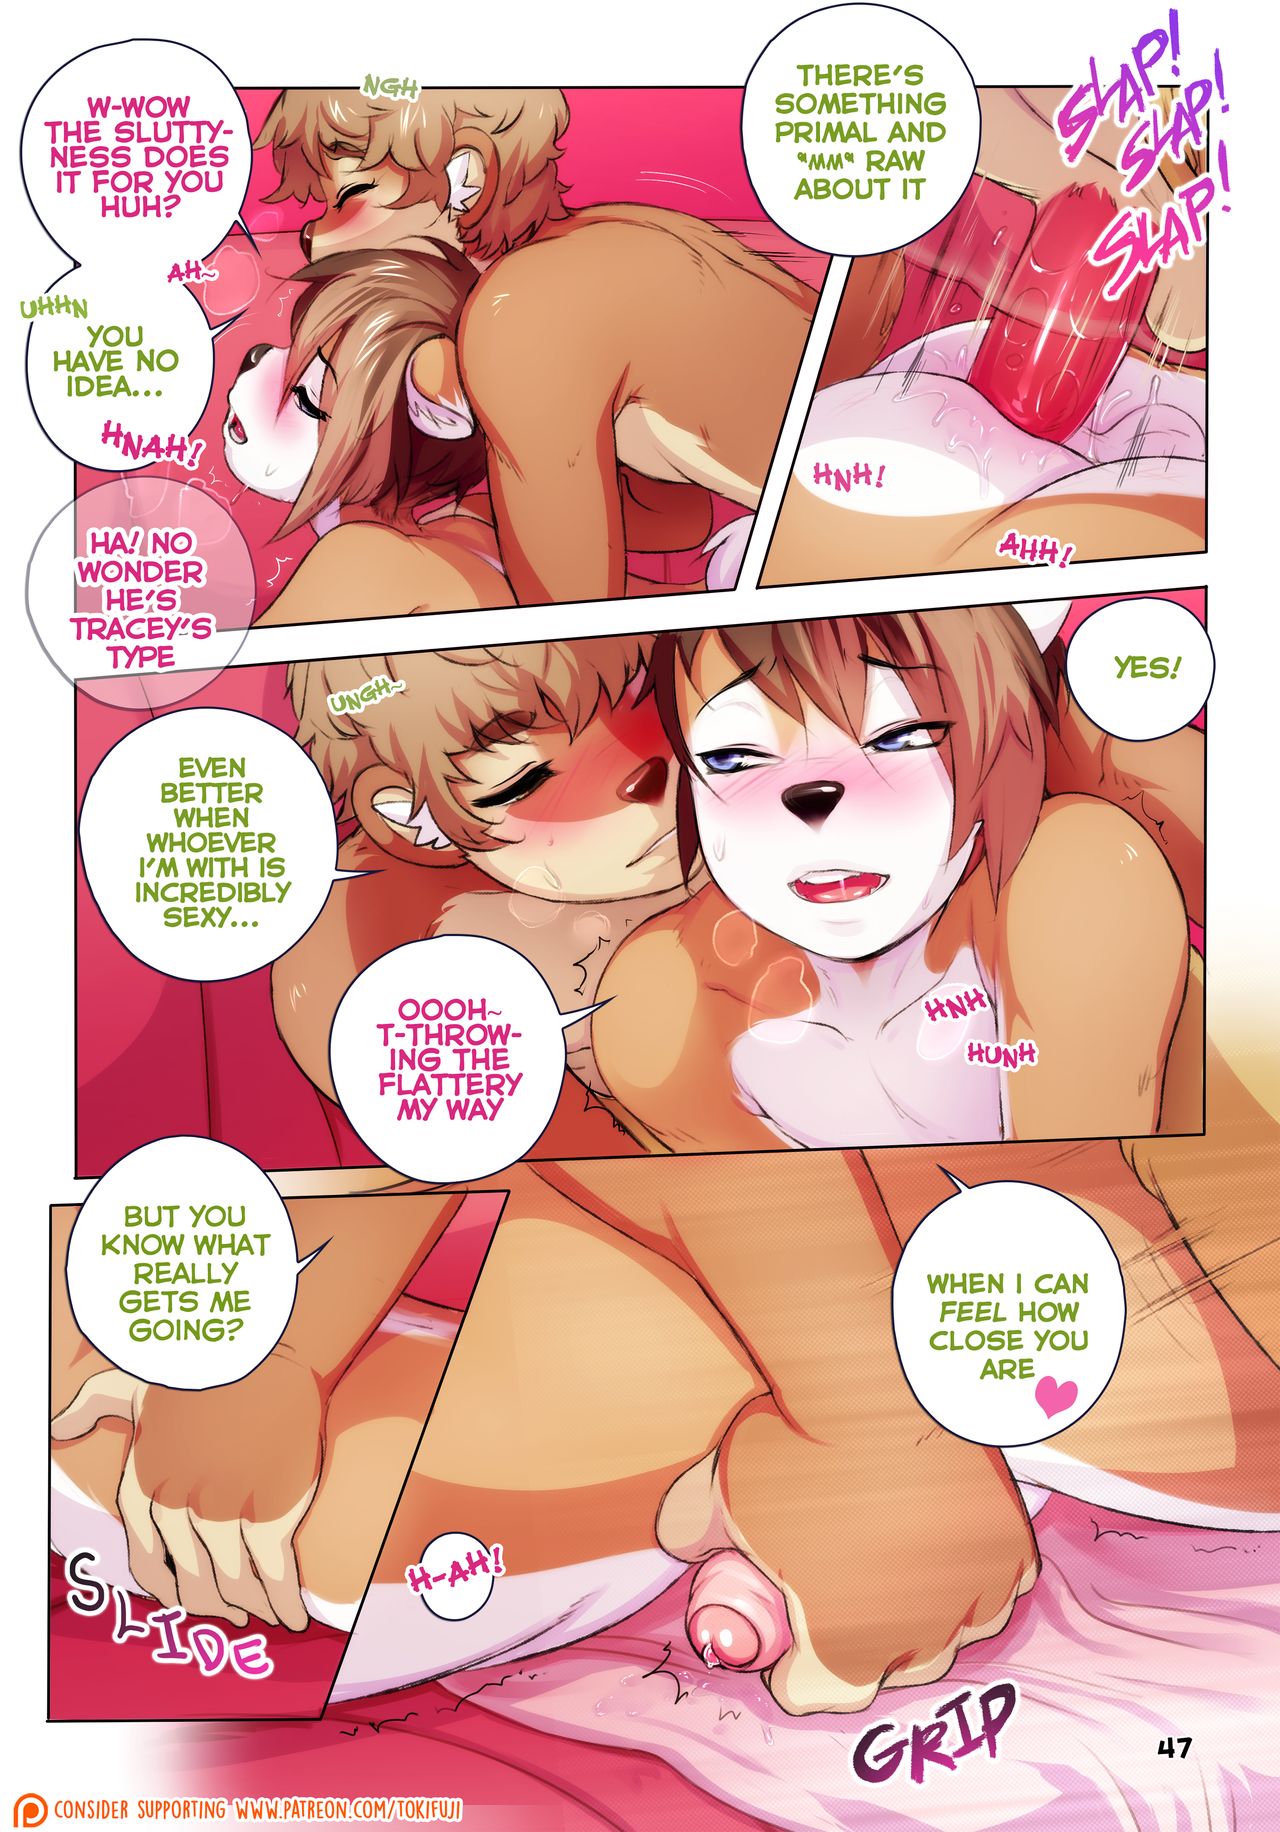 W-WOW
THE SLUTTY-
NESS DOES
IT FOR YOU
HUH?
NGH
AH~
UHHN
YOU
HAVE NO
IDEA...
HNAH!
HA! NO
WONDER
HE'S
TRACEY'S
TYPE
THERE'S
SOMETHING
PRIMAL AND
*MM* RAW
ABOUT IT
SLAP!
SLAP!
SLAP!
HNH!
AHH!
YES!
UNGH~
EVEN
BETTER
WHEN
WHOEVER
I'M WITH IS
INCREDIBLY
SEXY...
OOOH~
T-THROW-
ING THE
FLATTERY
MY WAY
HNH
HUNH
BUT YOU
KNOW WHAT
REALLY
GETS ME
GOING?
SLIDE
WHEN I CAN
FEEL HOW
CLOSE YOU
ARE
H-AH!
GRIP
47
CONSIDER SUPPORTING WWW.PATREON.COM/TOKIFUJI